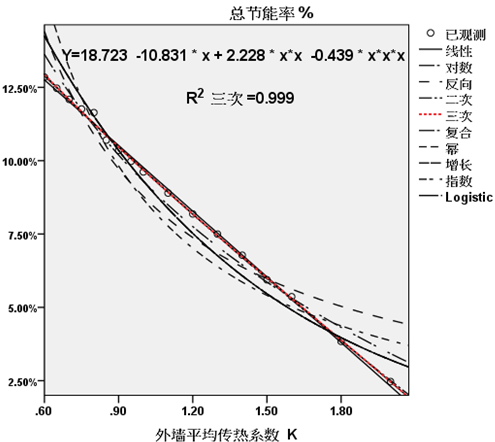 总节能率%
Y=18.723 -10.831 * x + 2.228 * x*x -0.439 * x*x*x
R² 三次=0.999
12.50%
10.00%
7.50%
5.00%
2.50%
.60 .90 1.20 1.50 1.80
外墙平均传热系数 K
已观测
线性
对数
反向
二次
三次
复合
幂
增长
指数
Logistic